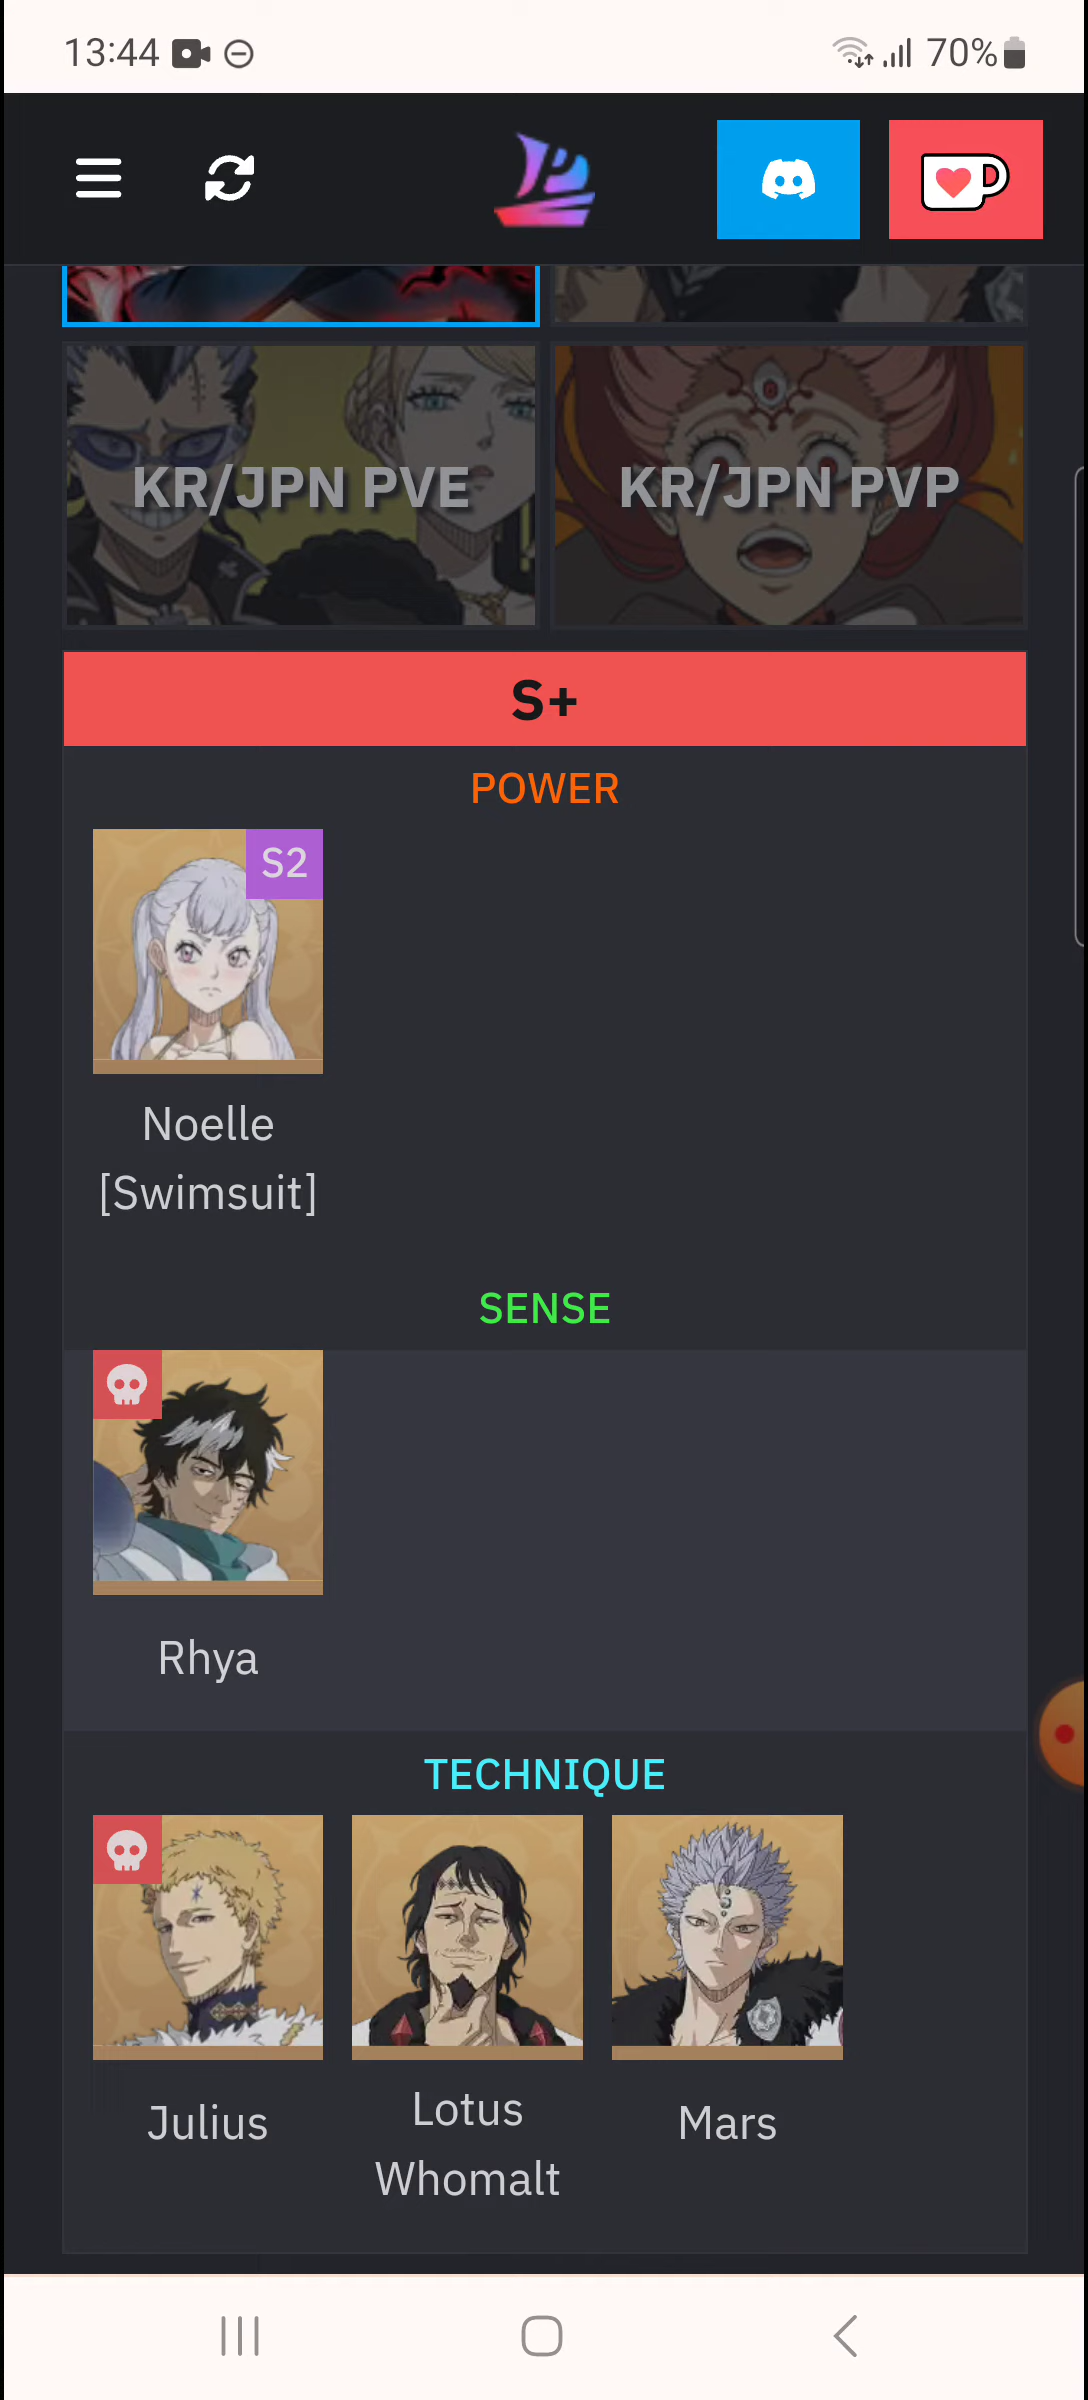 13:44
70%
KR/JPN PVE
KR/JPN PVP
S+
POWER
S2
Noelle
[Swimsuit]
SENSE
Rhya
TECHNIQUE
Julius
Lotus
Whomalt
Mars